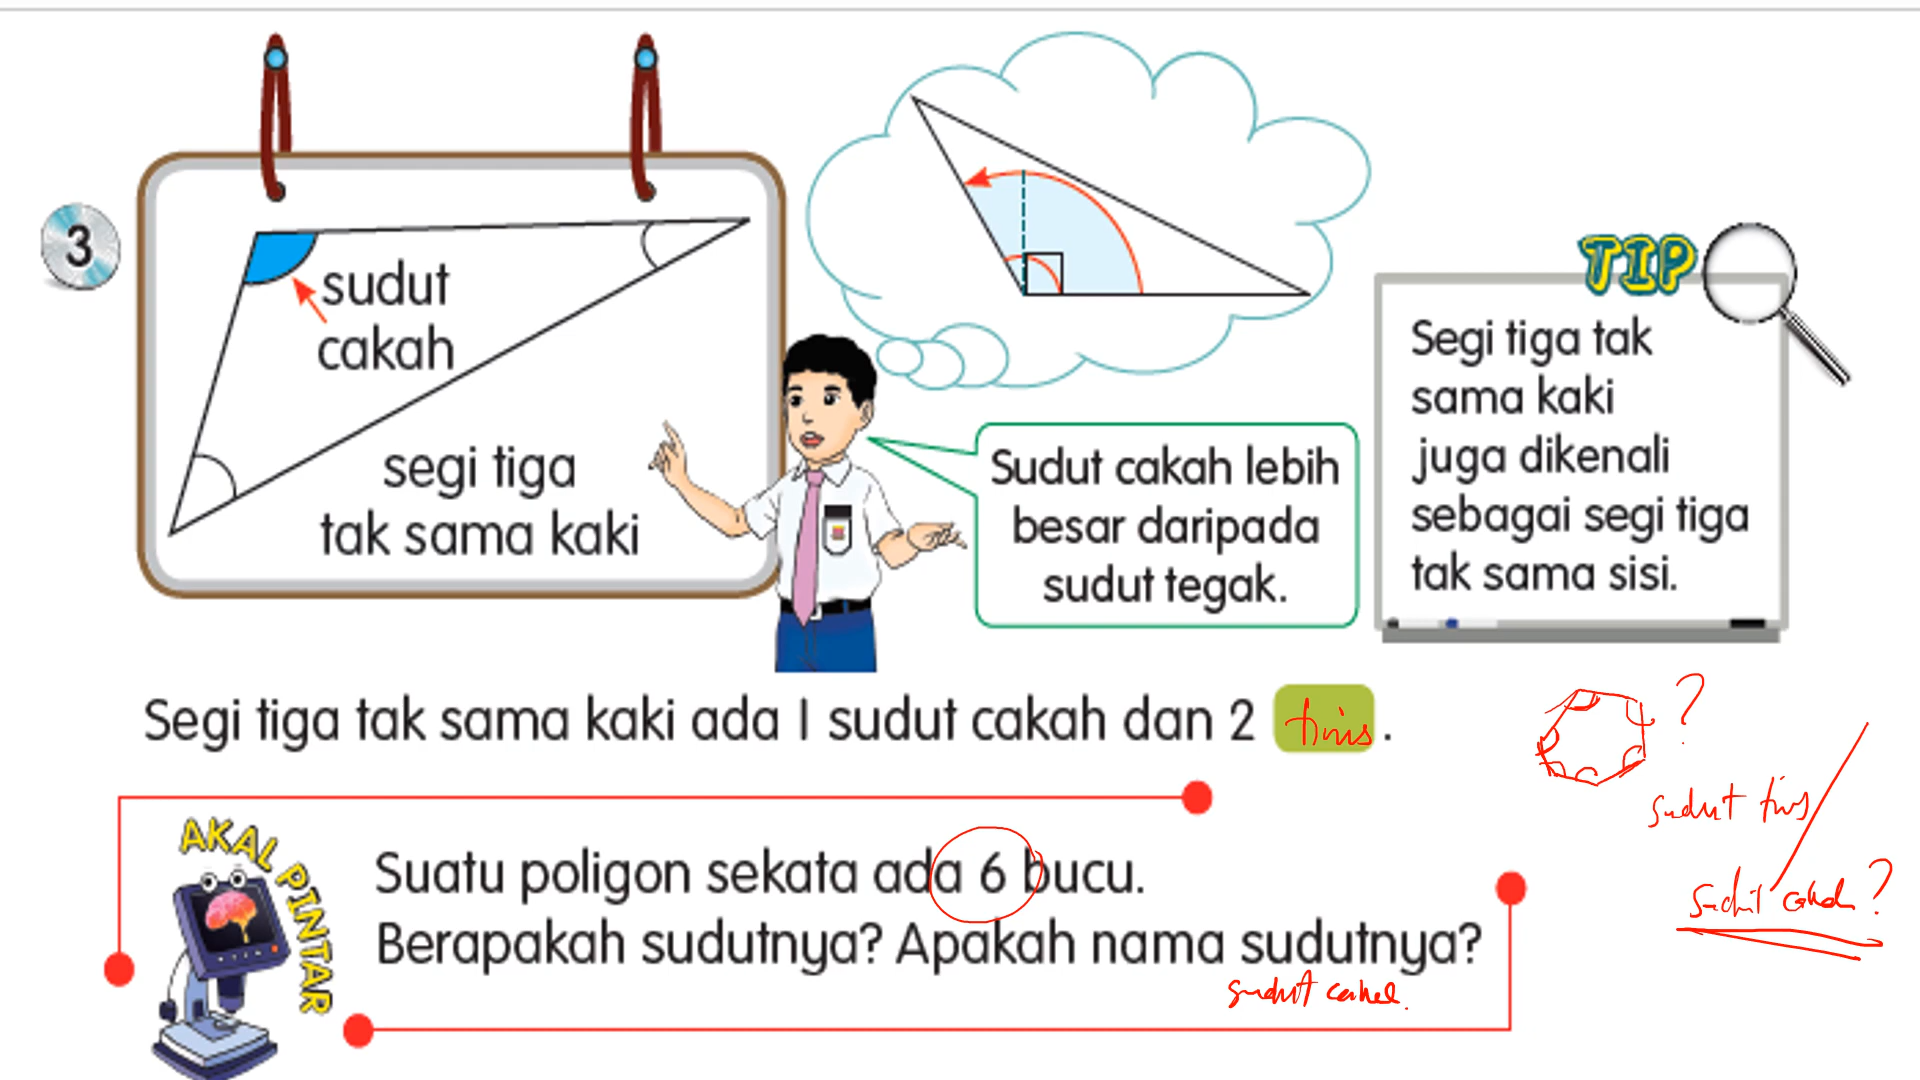 3
sudut
cakah
segi tiga
tak sama kaki
Sudut cakah lebih
besar daripada
sudut tegak.
TIP
Segi tiga tak
sama kaki
juga dikenali
sebagai segi tiga
tak sama sisi.
Segi tiga tak sama kaki ada 1 sudut cakah dan 2 tirus.
?
sudut tirus
sudut cakah?
AKAL PINTAR
Suatu poligon sekata ada 6 bucu.
Berapakah sudutnya? Apakah nama sudutnya?
sudut cakah.